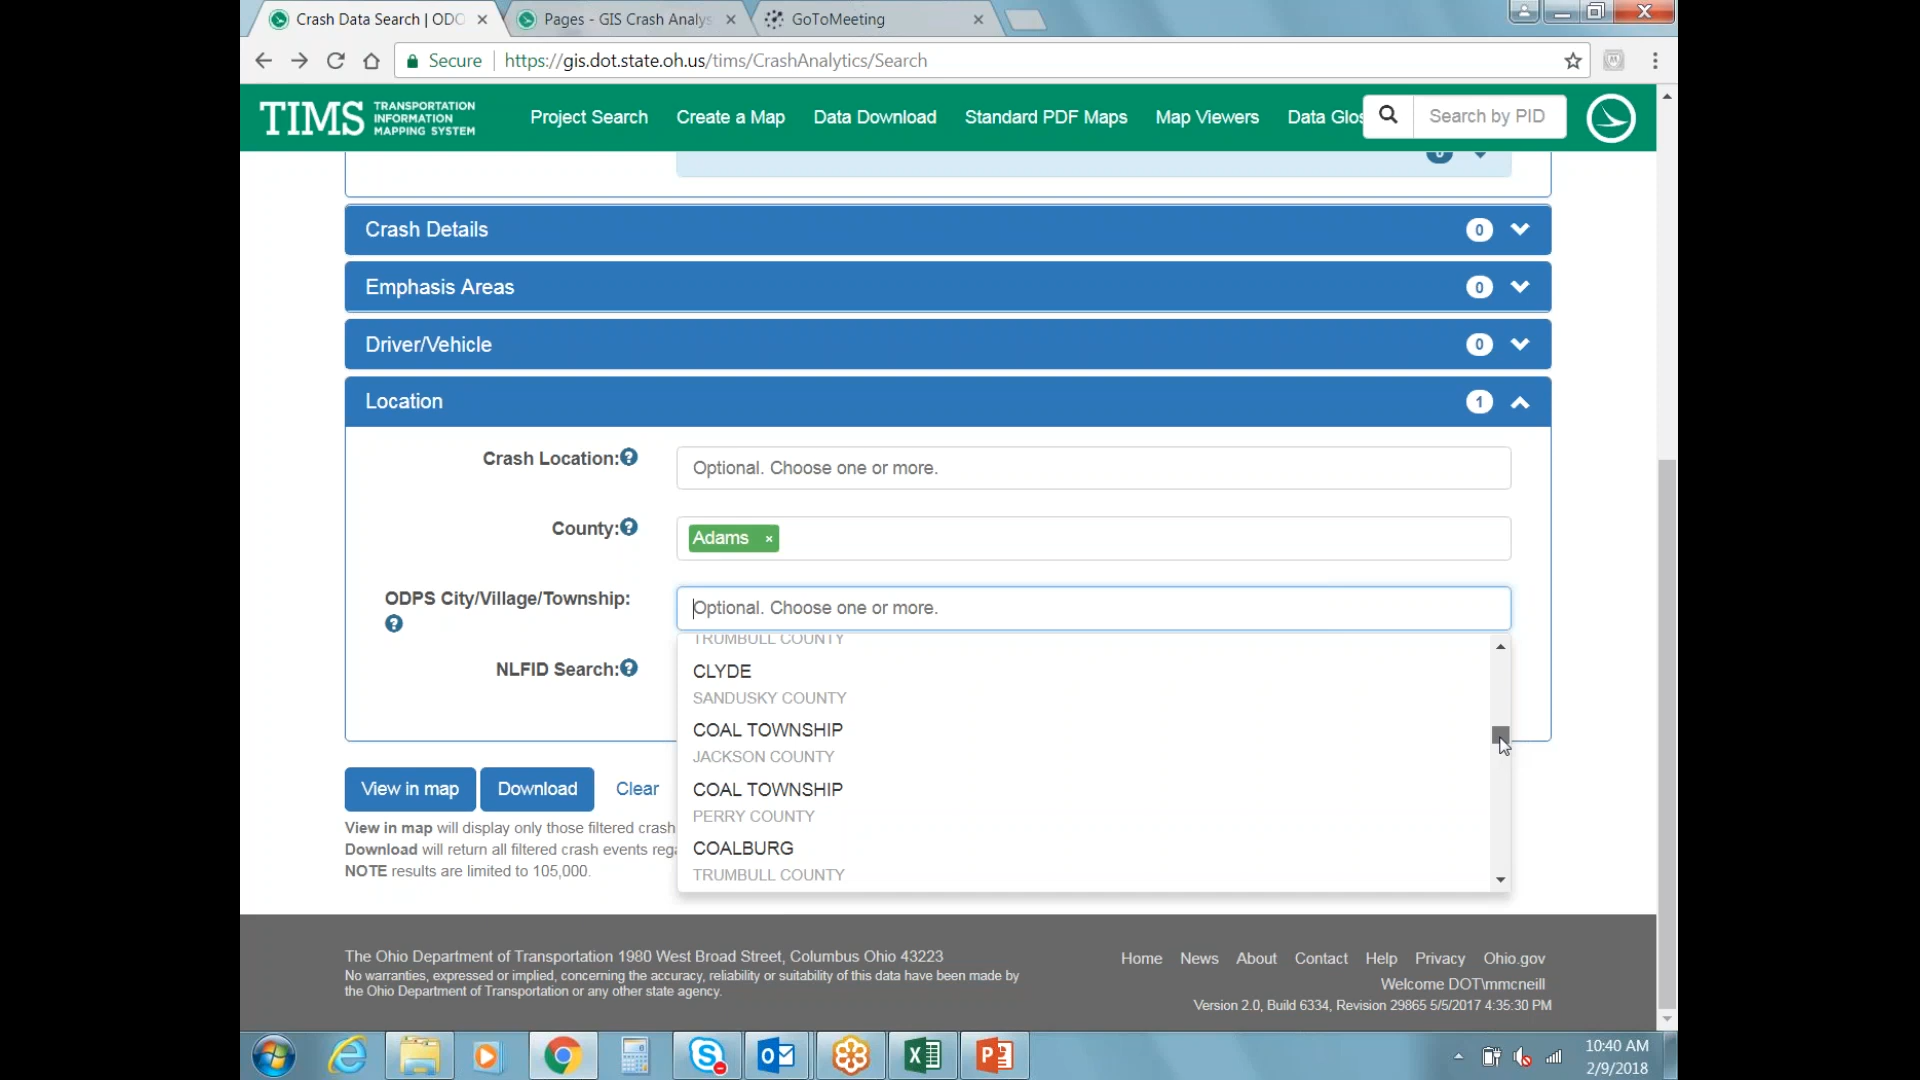 Crash Data Search | ODO
Pages - GIS Crash Analys
GoToMeeting
Secure https://gis.dot.state.oh.us/tims/CrashAnalytics/Search
TIMS TRANSPORTATION
INFORMATION
MAPPING SYSTEM
Project Search Create a Map Data Download Standard PDF Maps Map Viewers Data Glos Search by PID
Crash Details 0
Emphasis Areas 0
Driver/Vehicle 0
Location 1
Crash Location: Optional. Choose one or more.
County: Adams ×
ODPS City/Village/Township: Optional. Choose one or more.
TRUMBULL COUNTY
CLYDE
SANDUSKY COUNTY
NLFID Search:
COAL TOWNSHIP
JACKSON COUNTY
COAL TOWNSHIP
PERRY COUNTY
COALBURG
TRUMBULL COUNTY
View in map Download Clear
View in map will display only those filtered crash
Download will return all filtered crash events rega
NOTE results are limited to 105,000.
The Ohio Department of Transportation 1980 West Broad Street, Columbus Ohio 43223
No warranties, expressed or implied, concerning the accuracy, reliability or suitability of this data have been made by
the Ohio Department of Transportation or any other state agency.
Home News About Contact Help Privacy Ohio.gov
Welcome DOT\mmcneill
Version 2.0, Build 6334, Revision 29865 5/5/2017 4:35:30 PM
10:40 AM
2/9/2018